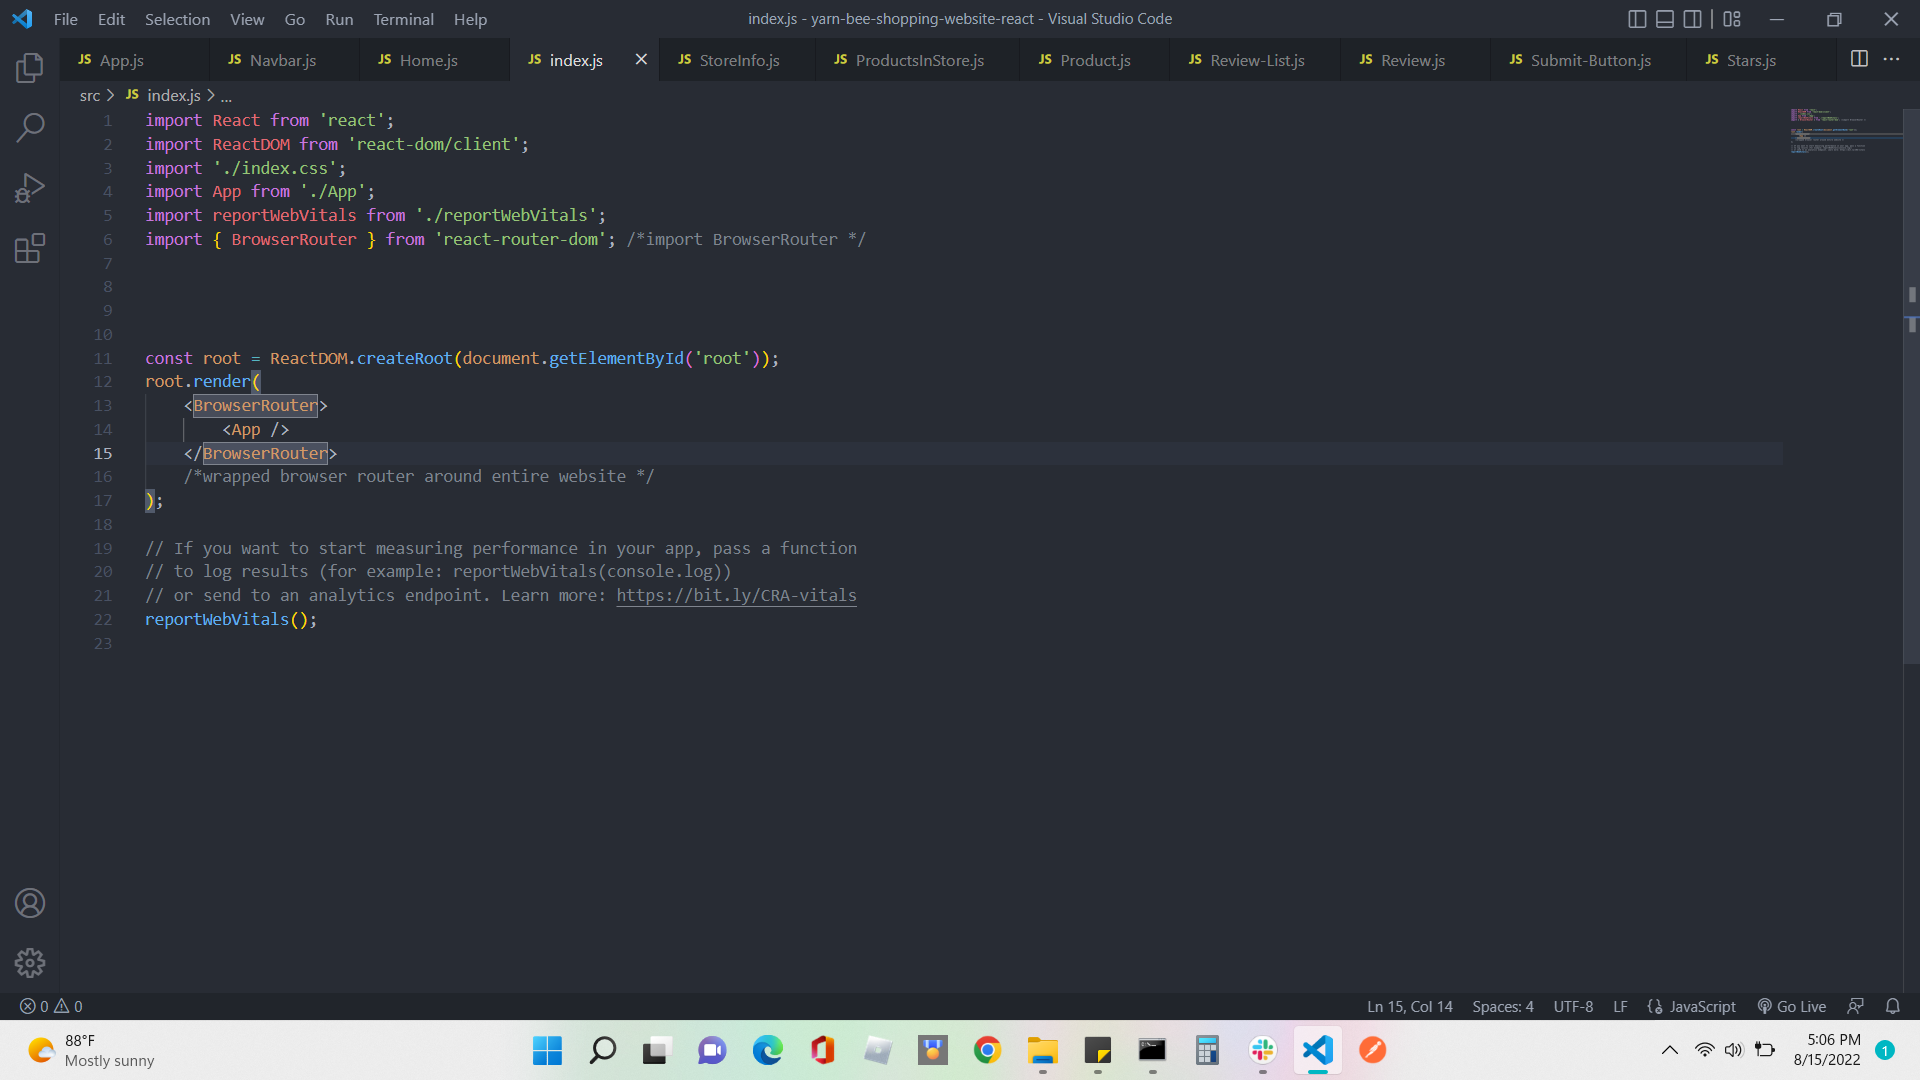 File Edit Selection View Go Run Terminal Help
index.js - yarn-bee-shopping-website-react - Visual Studio Code
JS App.js JS Navbar.js JS Home.js JS index.js JS StoreInfo.js JS ProductsInStore.js JS Product.js JS Review-List.js JS Review.js JS Submit-Button.js JS Stars.js
src > JS index.js > ...
1 import React from 'react';
2 import ReactDOM from 'react-dom/client';
3 import './index.css';
4 import App from './App';
5 import reportWebVitals from './reportWebVitals';
6 import { BrowserRouter } from 'react-router-dom'; /*import BrowserRouter */
7
8
9
10
11 const root = ReactDOM.createRoot(document.getElementById('root'));
12 root.render(
13 <BrowserRouter>
14 <App />
15 </BrowserRouter>
16 /*wrapped browser router around entire website */
17 );
18
19 // If you want to start measuring performance in your app, pass a function
20 // to log results (for example: reportWebVitals(console.log))
21 // or send to an analytics endpoint. Learn more: https://bit.ly/CRA-vitals
22 reportWebVitals();
23
0 0
Ln 15, Col 14 Spaces: 4 UTF-8 LF {} JavaScript Go Live
88°F
Mostly sunny
5:06 PM
8/15/2022
1